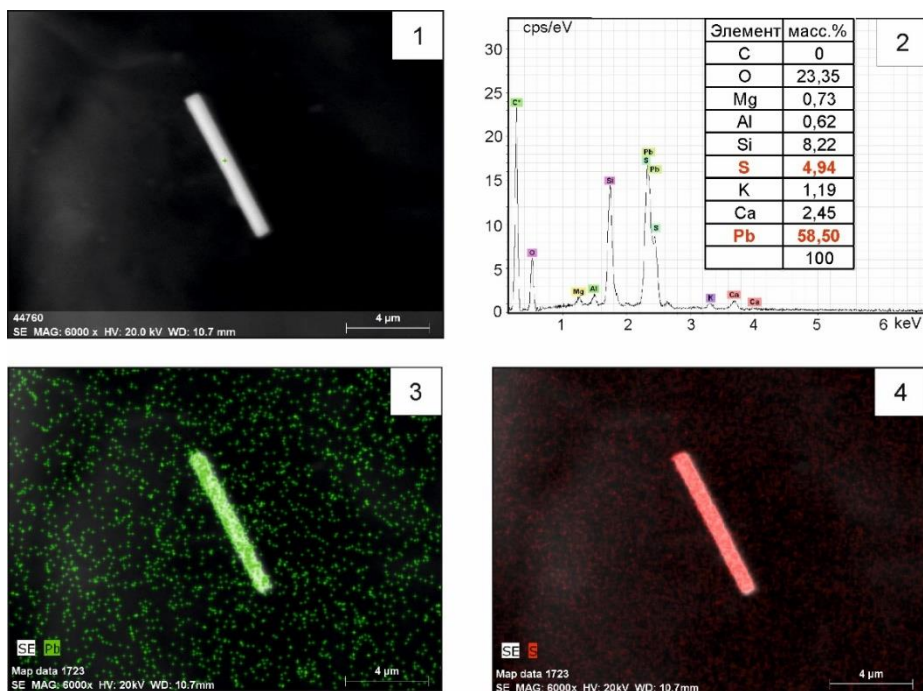 1
44760
SE MAG: 6000 x HV: 20.0 kV WD: 10.7 mm
4 µm
2
cps/eV
30
25
20
15
10
5
0
1 2 3 4 5 6 keV
C
O
Mg
Al
Si
Pb
S
Pb
S
K
Ca
Ca
Элемент масс.%
C 0
O 23,35
Mg 0,73
Al 0,62
Si 8,22
S 4,94
K 1,19
Ca 2,45
Pb 58,50
100
3
SE Pb
Map data 1723
SE MAG: 6000x HV: 20kV WD: 10.7mm
4 µm
4
SE S
Map data 1723
SE MAG: 6000x HV: 20kV WD: 10.7mm
4 µm